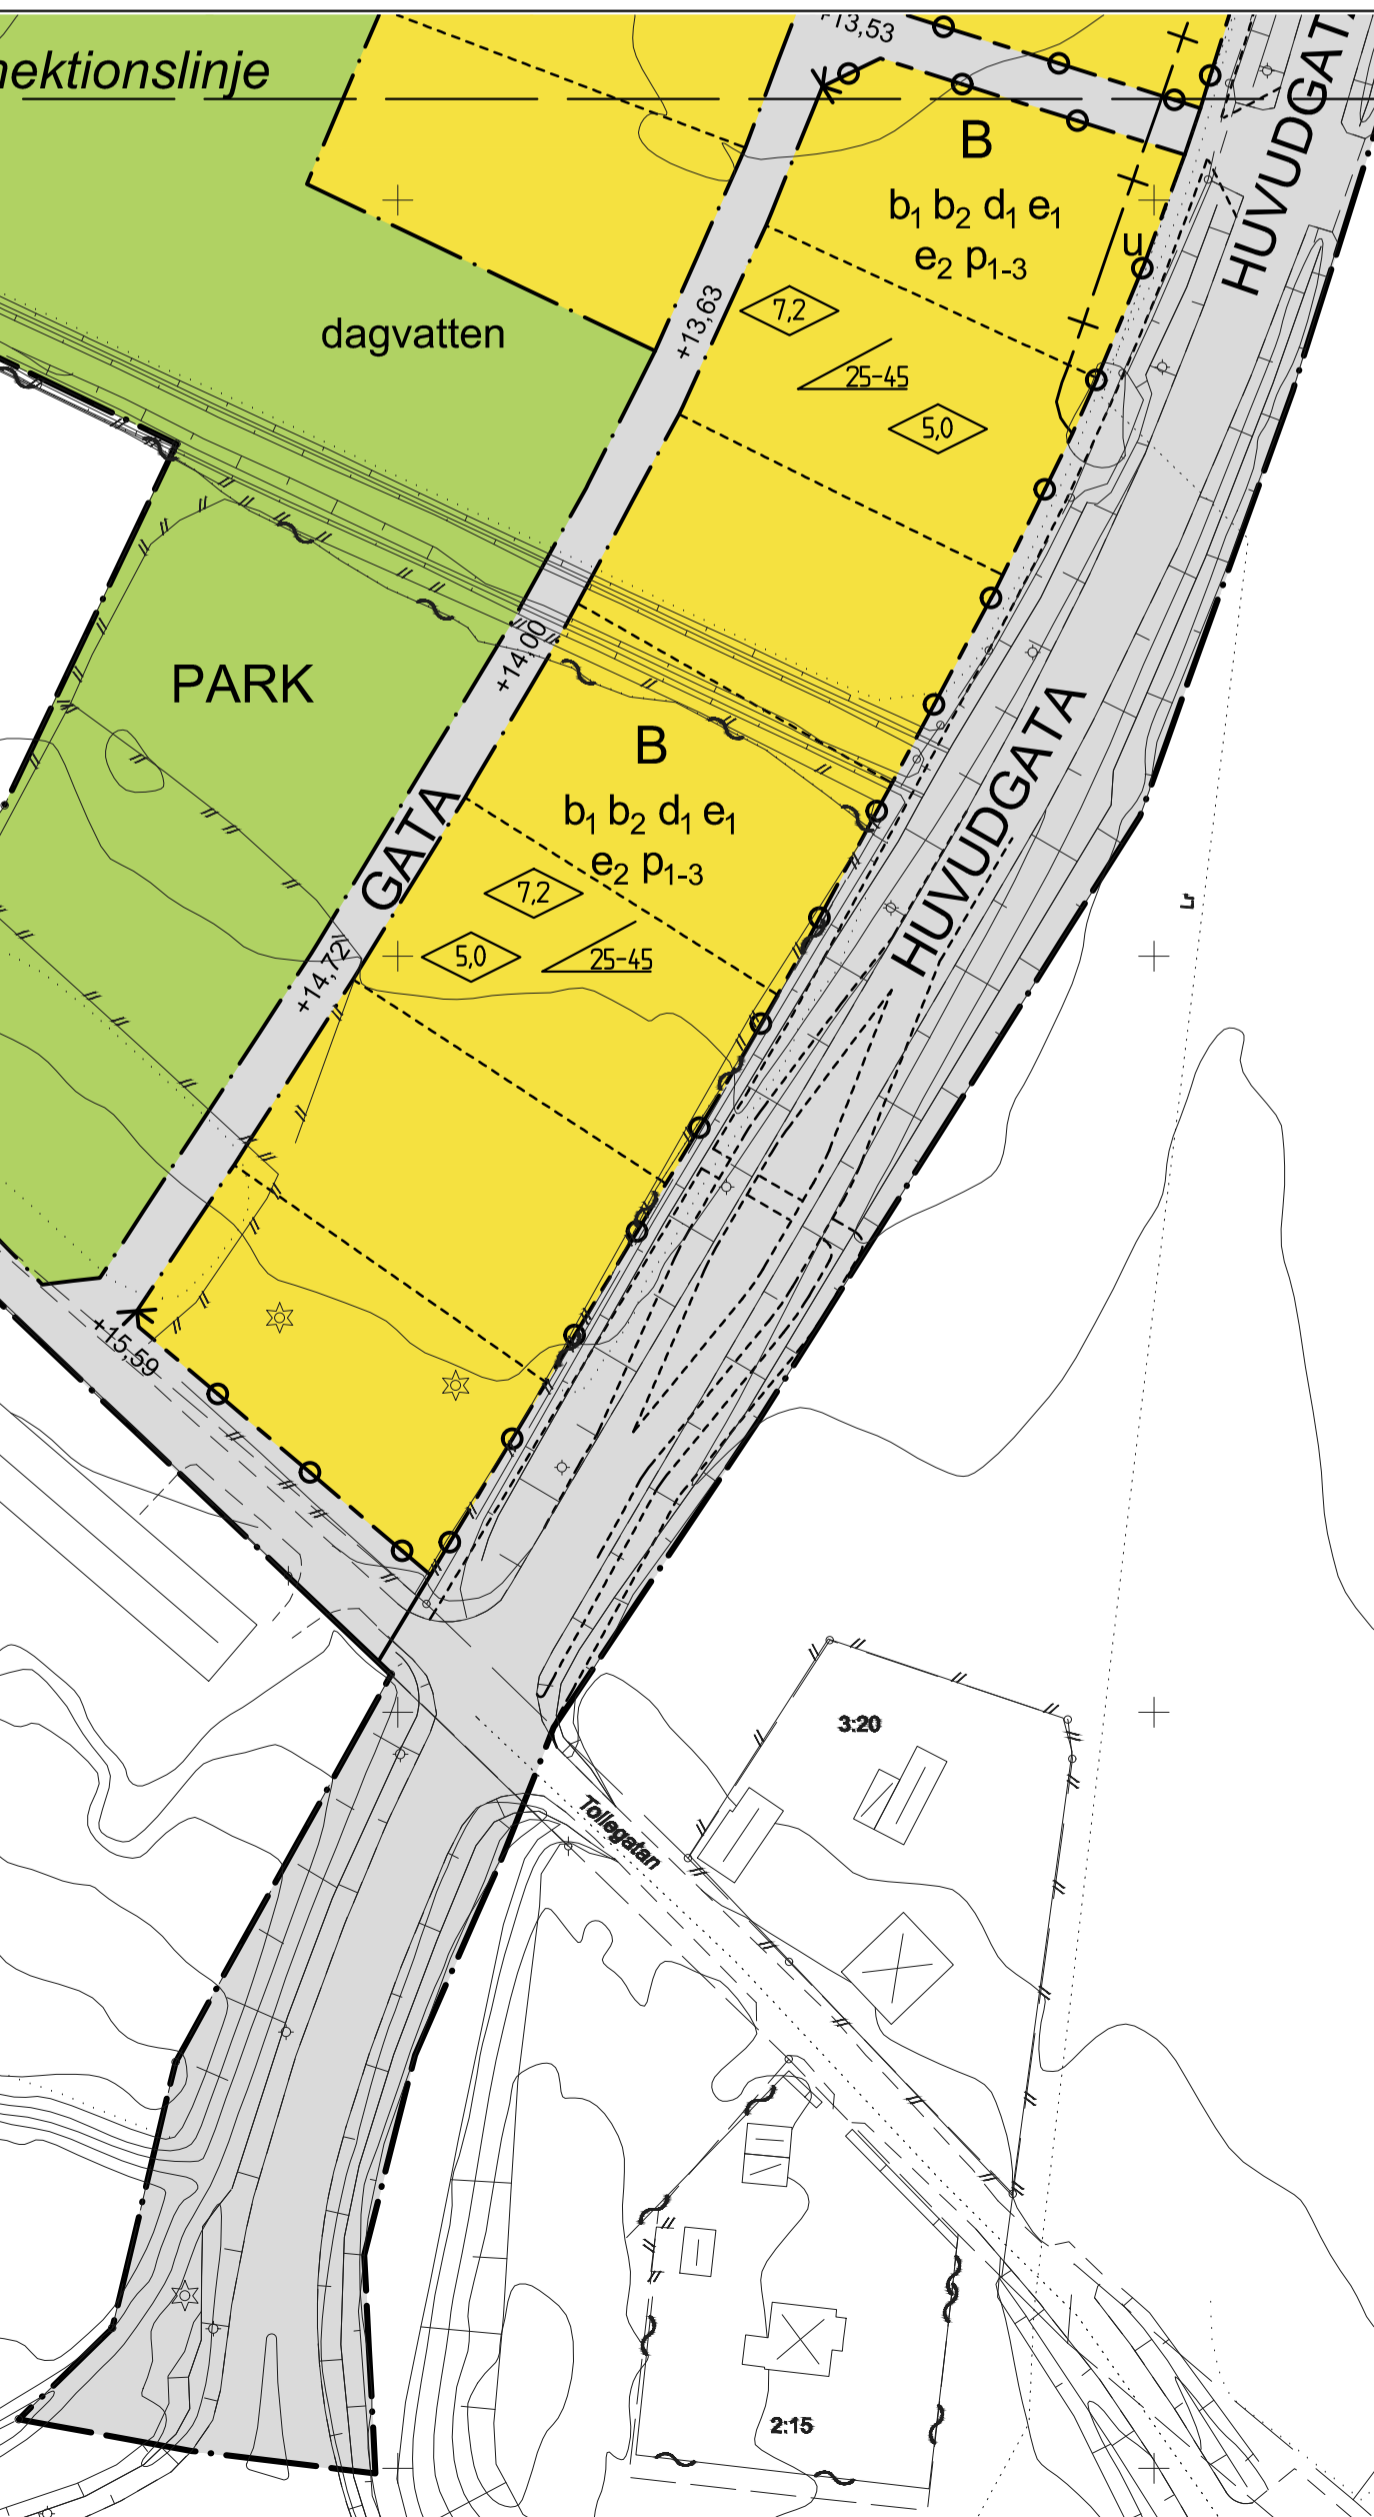 +13,53
HUVUDGATA
nektionslinje
B
b₁ b₂ d₁ e₁
e₂ p₁₋₃
u
7,2
+13,63
dagvatten
25-45
5,0
+14,00
PARK
HUVUDGATA
B
b₁ b₂ d₁ e₁
e₂ p₁₋₃
GATA
7,2
5,0
25-45
+14,72
+15,59
3:20
Tollegatan
2:15